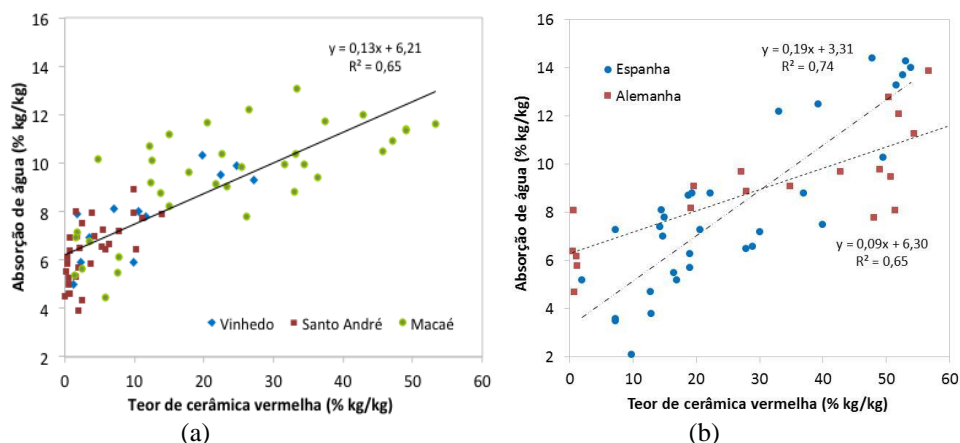 16
14
12
10
8
6
4
2
Absorção de água (% kg/kg)
y = 0,13x + 6,21
R² = 0,65
Vinhedo Santo André Macaé
0 10 20 30 40 50 60
Teor de cerâmica vermelha (% kg/kg)
(a)
16
14
12
10
8
6
4
2
Absorção de água (% kg/kg)
y = 0,19x + 3,31
R² = 0,74
Espanha
Alemanha
y = 0,09x + 6,30
R² = 0,65
0 10 20 30 40 50 60
Teor de cerâmica vermelha (% kg/kg)
(b)